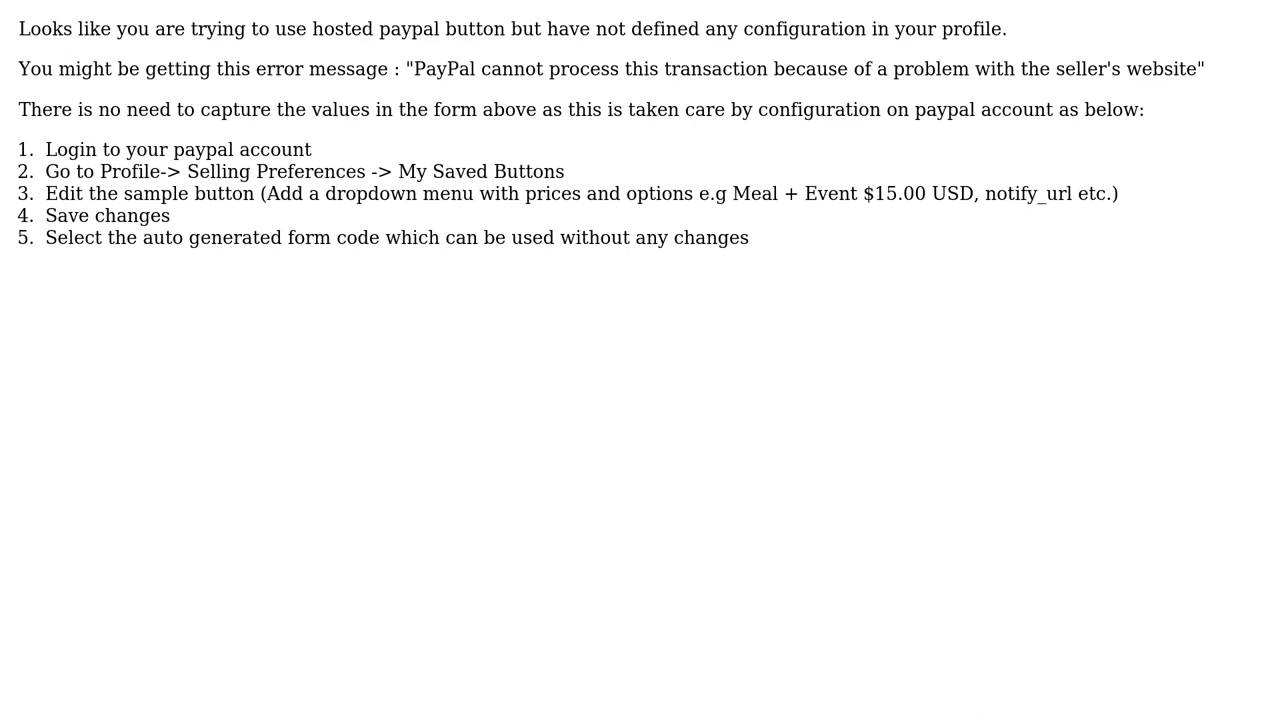 Looks like you are trying to use hosted paypal button but have not defined any configuration in your profile.
You might be getting this error message : "PayPal cannot process this transaction because of a problem with the seller's website"
There is no need to capture the values in the form above as this is taken care by configuration on paypal account as below:
1. Login to your paypal account
2. Go to Profile-> Selling Preferences -> My Saved Buttons
3. Edit the sample button (Add a dropdown menu with prices and options e.g Meal + Event $15.00 USD, notify_url etc.)
4. Save changes
5. Select the auto generated form code which can be used without any changes